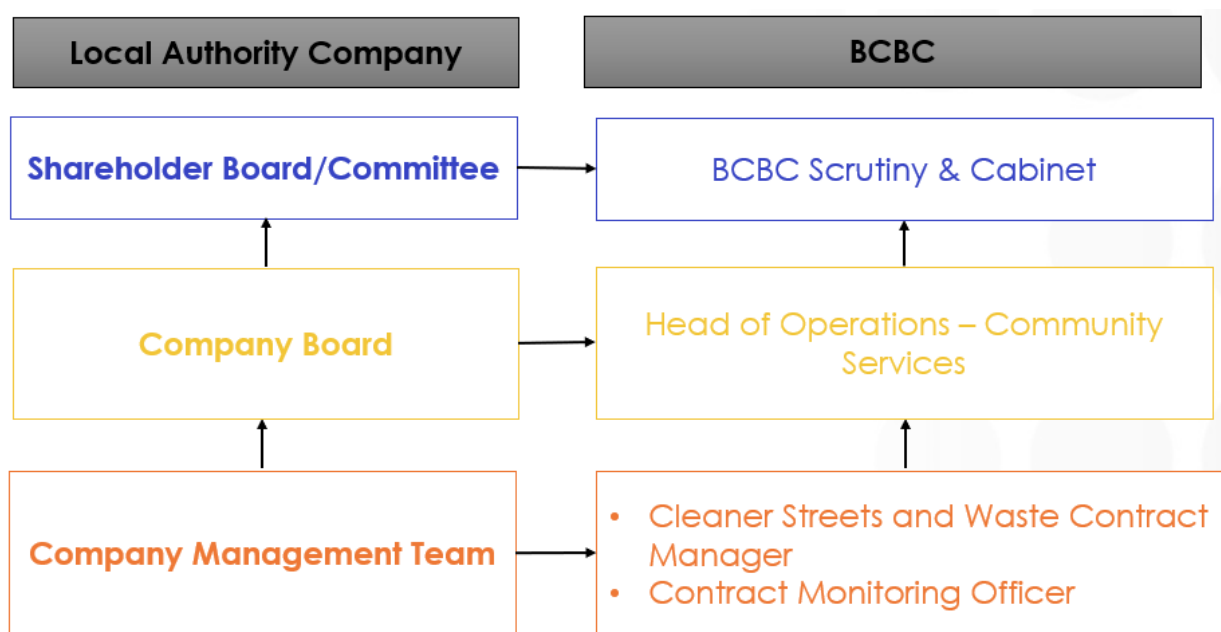 Local Authority Company
BCBC
Shareholder Board/Committee
BCBC Scrutiny & Cabinet
Company Board
Head of Operations – Community
Services
Company Management Team
• Cleaner Streets and Waste Contract
Manager
• Contract Monitoring Officer